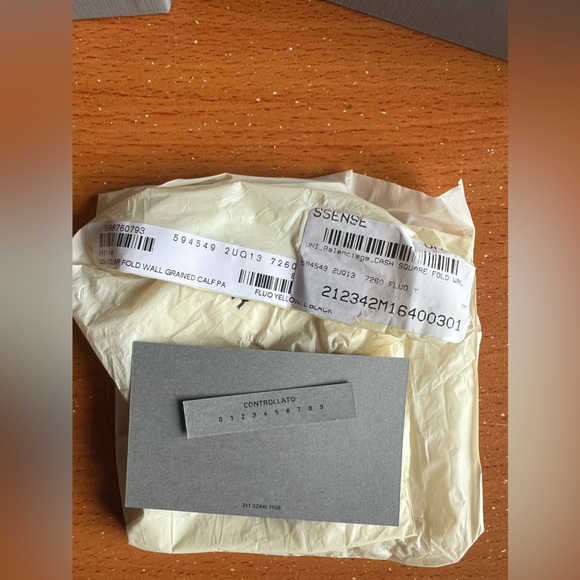 594549 2UQ13 7260
FOLD WALL GRAINED CALF PA
FLUO YELLOW
BLACK
SSENSE
UNI_Balenciaga_CASH SQUARE FOLD WAL
594549 2UQ13 7260 FLUO Y
212342M16400301
CONTROLLATO
0 1 2 3 4 5 6 7 8 9